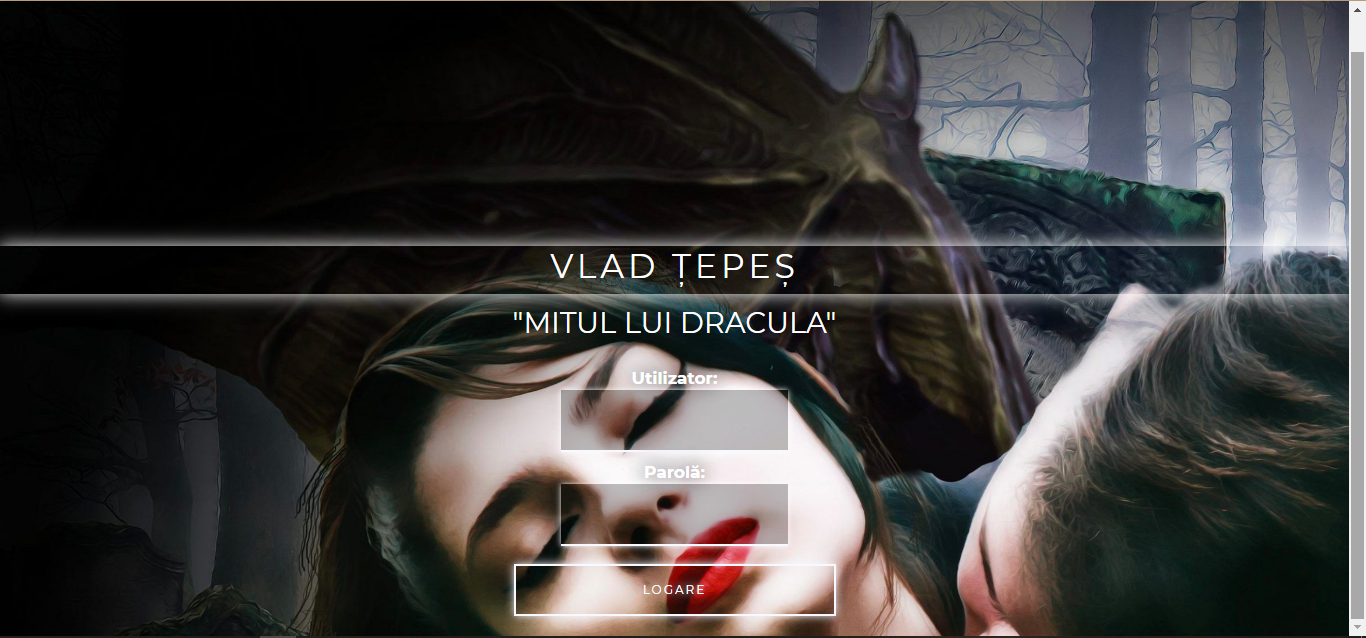 VLAD ȚEPEȘ
"MITUL LUI DRACULA"
Utilizator:
Parolă:
LOGARE